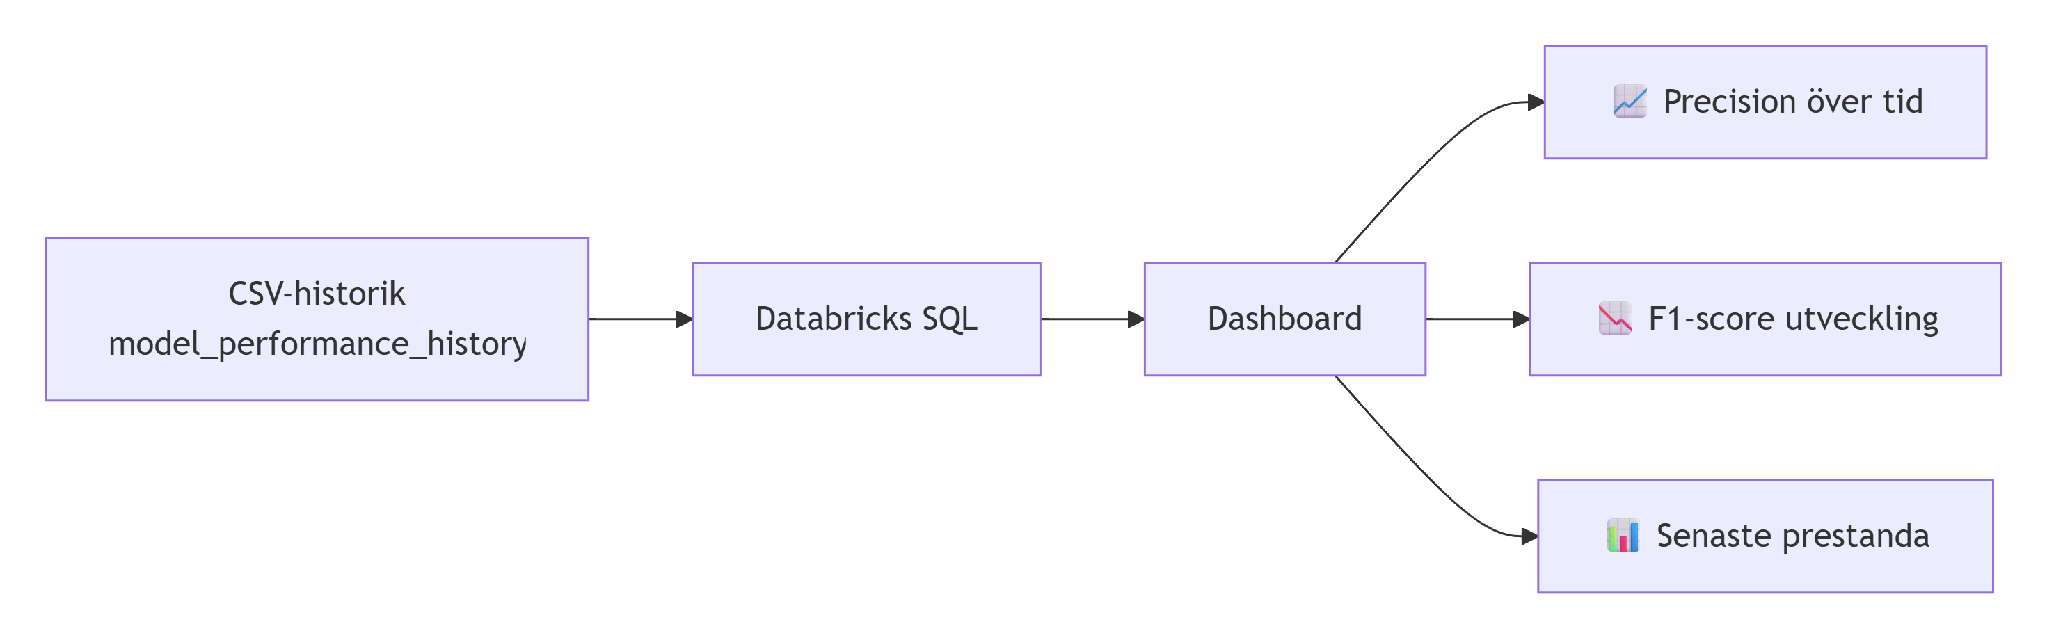 CSV-historik
model_performance_history
Databricks SQL
Dashboard
📈 Precision över tid
📉 F1-score utveckling
📊 Senaste prestanda